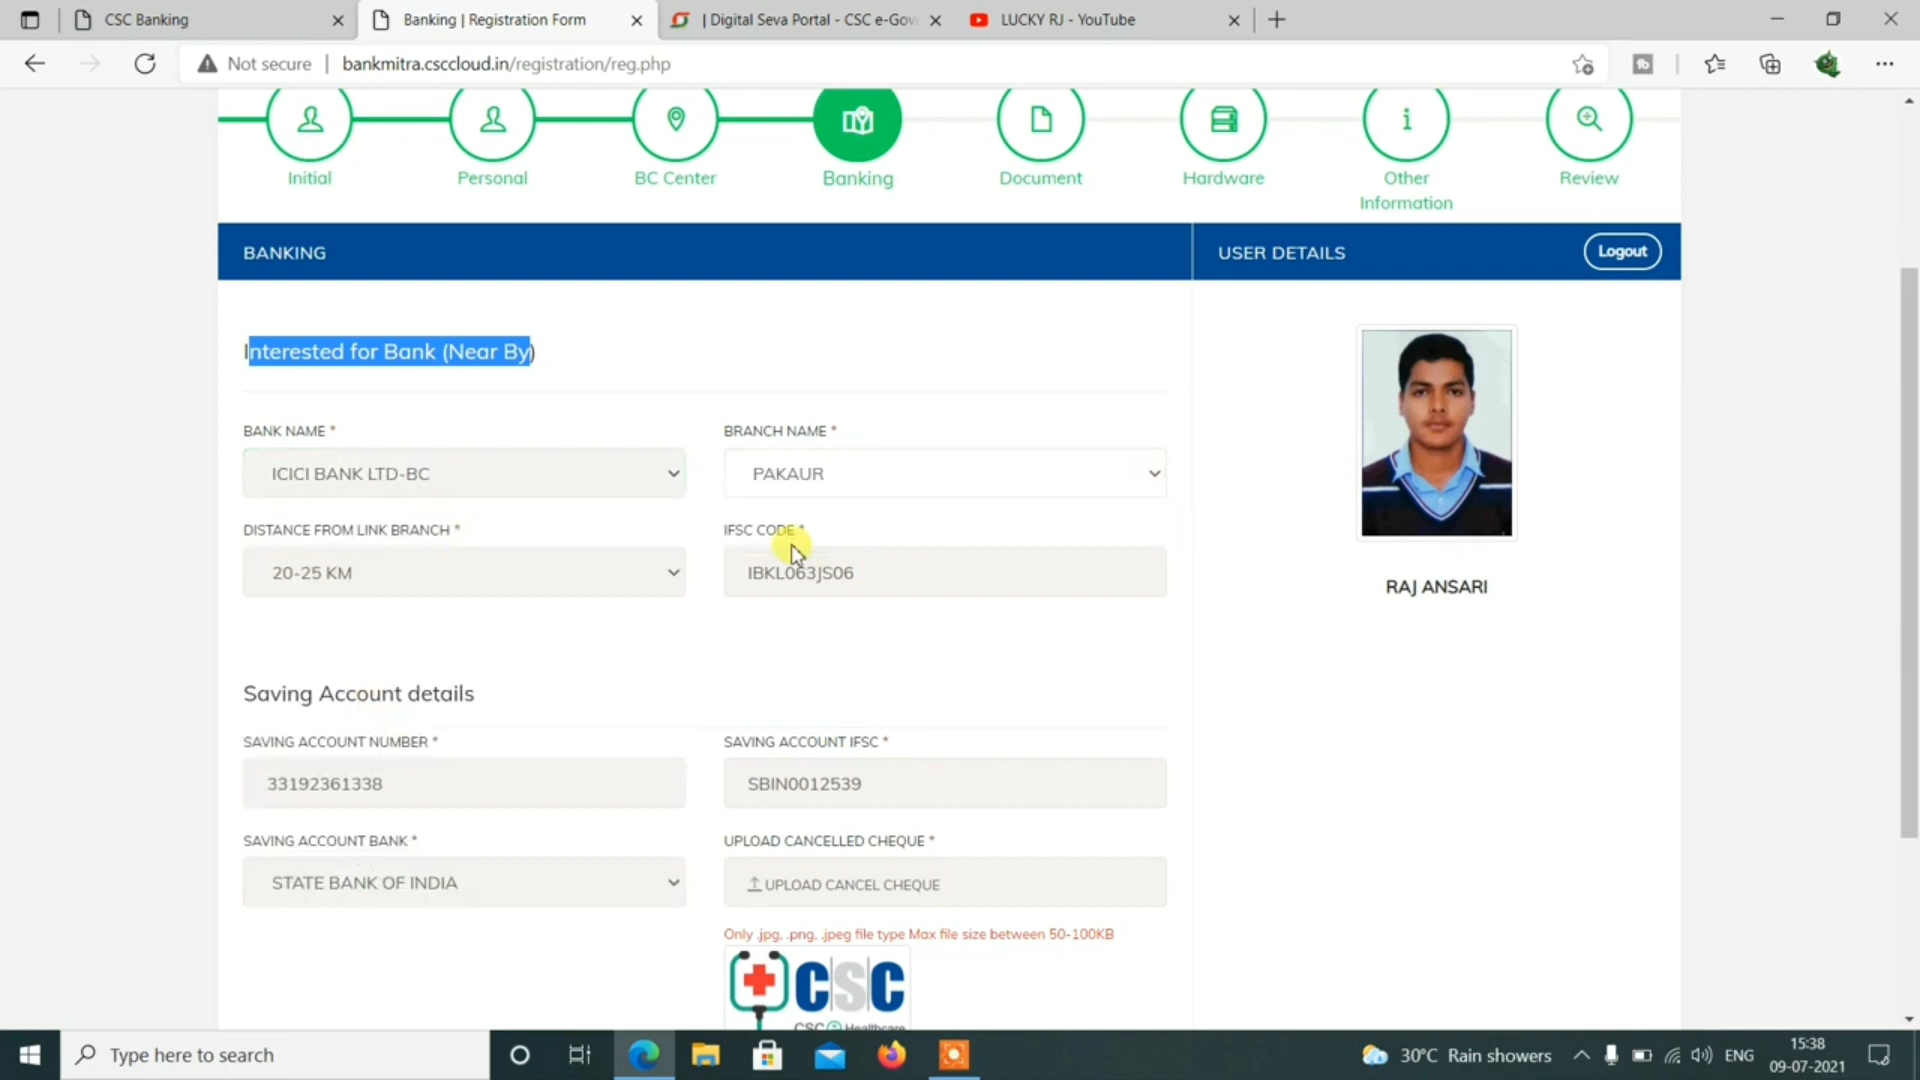 CSC Banking
Banking | Registration Form
| Digital Seva Portal - CSC e-Gov
LUCKY RJ - YouTube
Not secure | bankmitra.csccloud.in/registration/reg.php
Initial
Personal
BC Center
Banking
Document
Hardware
Other
Information
Review
BANKING
USER DETAILS
Logout
Interested for Bank (Near By)
BANK NAME *
BRANCH NAME *
ICICI BANK LTD-BC
PAKAUR
DISTANCE FROM LINK BRANCH *
IFSC CODE *
20-25 KM
IBKL063JS06
RAJ ANSARI
Saving Account details
SAVING ACCOUNT NUMBER *
SAVING ACCOUNT IFSC *
33192361338
SBIN0012539
SAVING ACCOUNT BANK *
UPLOAD CANCELLED CHEQUE *
STATE BANK OF INDIA
UPLOAD CANCEL CHEQUE
Only .jpg, .png, .jpeg file type Max file size between 50-100KB
CSC
CSC Healthcare
Type here to search
30°C Rain showers
ENG
15:38
09-07-2021